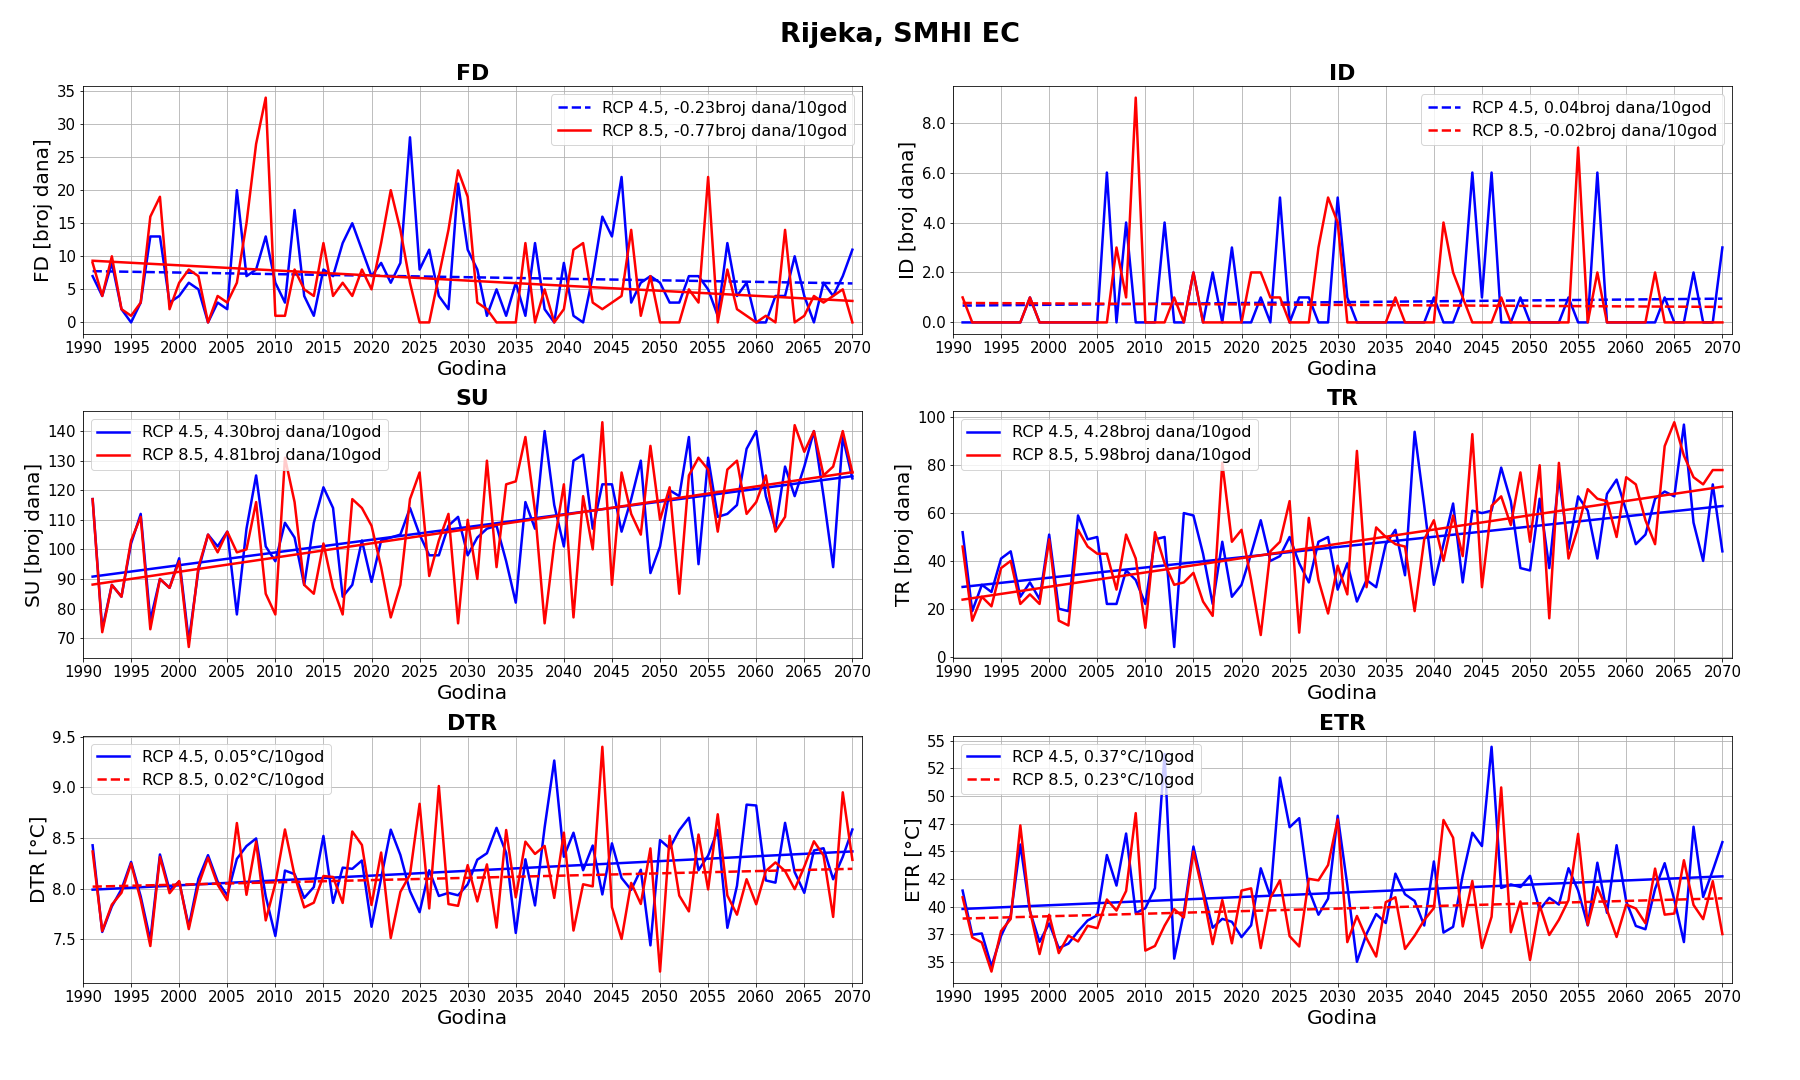 Rijeka, SMHI EC
FD
RCP 4.5, -0.23broj dana/10god
RCP 8.5, -0.77broj dana/10god
FD [broj dana]
35
30
25
20
15
10
5
0
1990 1995 2000 2005 2010 2015 2020 2025 2030 2035 2040 2045 2050 2055 2060 2065 2070
Godina
ID
RCP 4.5, 0.04broj dana/10god
RCP 8.5, -0.02broj dana/10god
ID [broj dana]
8.0
6.0
4.0
2.0
0.0
1990 1995 2000 2005 2010 2015 2020 2025 2030 2035 2040 2045 2050 2055 2060 2065 2070
Godina
SU
RCP 4.5, 4.30broj dana/10god
RCP 8.5, 4.81broj dana/10god
SU [broj dana]
140
130
120
110
100
90
80
70
1990 1995 2000 2005 2010 2015 2020 2025 2030 2035 2040 2045 2050 2055 2060 2065 2070
Godina
TR
RCP 4.5, 4.28broj dana/10god
RCP 8.5, 5.98broj dana/10god
TR [broj dana]
100
80
60
40
20
0
1990 1995 2000 2005 2010 2015 2020 2025 2030 2035 2040 2045 2050 2055 2060 2065 2070
Godina
DTR
RCP 4.5, 0.05°C/10god
RCP 8.5, 0.02°C/10god
DTR [°C]
9.5
9.0
8.5
8.0
7.5
1990 1995 2000 2005 2010 2015 2020 2025 2030 2035 2040 2045 2050 2055 2060 2065 2070
Godina
ETR
RCP 4.5, 0.37°C/10god
RCP 8.5, 0.23°C/10god
ETR [°C]
55
52
50
47
45
42
40
37
35
1990 1995 2000 2005 2010 2015 2020 2025 2030 2035 2040 2045 2050 2055 2060 2065 2070
Godina